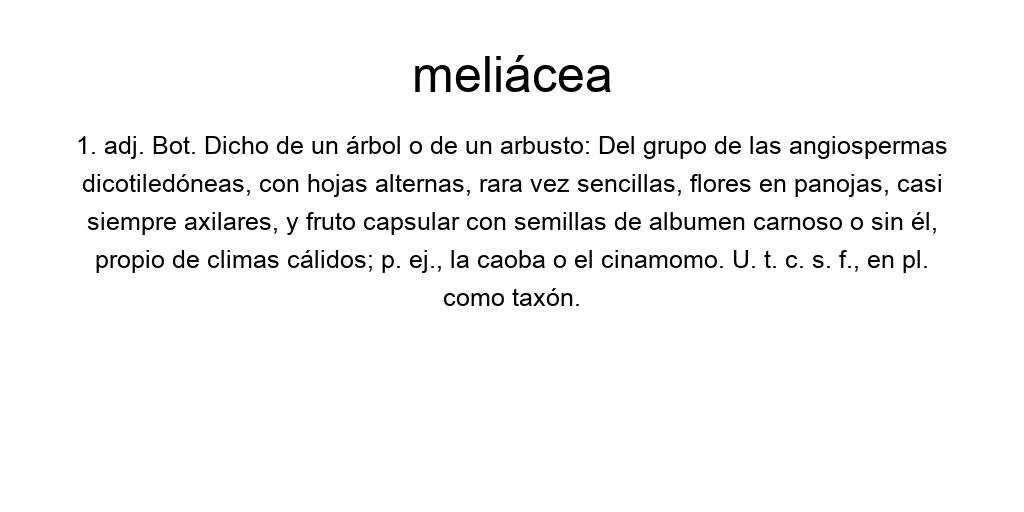 meliácea
1. adj. Bot. Dicho de un árbol o de un arbusto: Del grupo de las angiospermas
dicotiledóneas, con hojas alternas, rara vez sencillas, flores en panojas, casi
siempre axilares, y fruto capsular con semillas de albumen carnoso o sin él,
propio de climas cálidos; p. ej., la caoba o el cinamomo. U. t. c. s. f., en pl.
como taxón.